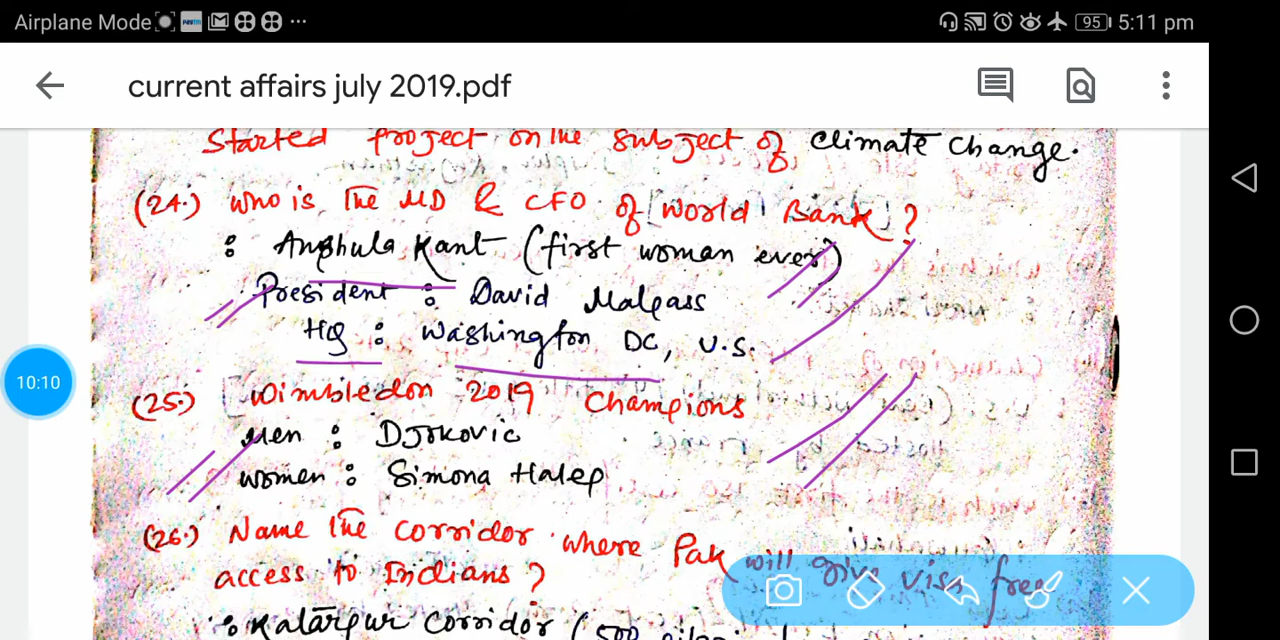 Airplane Mode ... 95 5:11 pm
current affairs july 2019.pdf
Started project on the subject of Climate Change.
(24.) Who is The MD & CFO of [World Bank] ?
: Anshula Kant (first woman ever)
President : David Malpass
HQ : Washington DC, U.S.
10:10
(25.) [Wimbledon 2019 Champions
Men : Djokovic
women : Simona Halep
(26.) Name The corridor where Pak will give visa free
access to Indians ?
: Katarpur Corridor (500